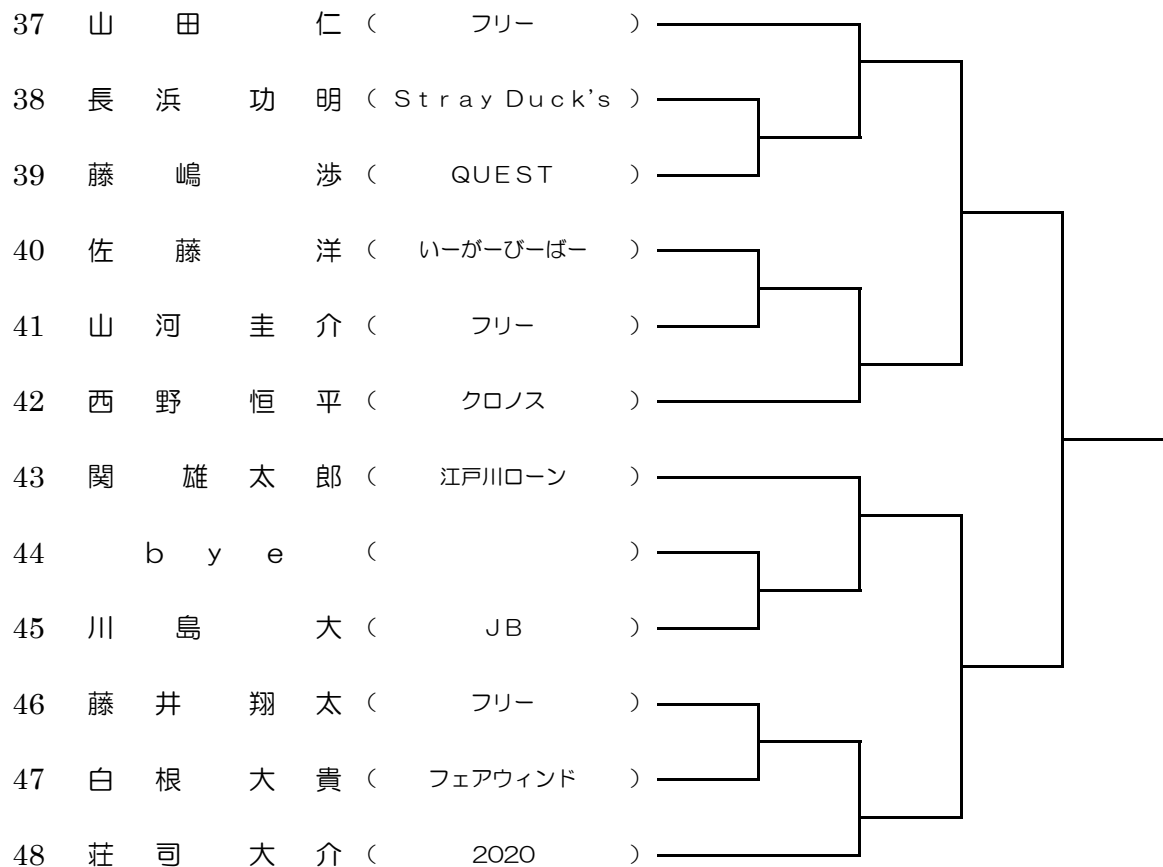 37 山田 仁 （ フリー ）
38 長浜 功明 （ Stray Duck's ）
39 藤嶋 渉 （ QUEST ）
40 佐藤 洋 （ いーがーびーばー ）
41 山河 圭介 （ フリー ）
42 西野 恒平 （ クロノス ）
43 関 雄太郎 （ 江戸川ローン ）
44 bye （ ）
45 川島 大 （ JB ）
46 藤井 翔太 （ フリー ）
47 白根 大貴 （ フェアウィンド ）
48 荘司 大介 （ 2020 ）